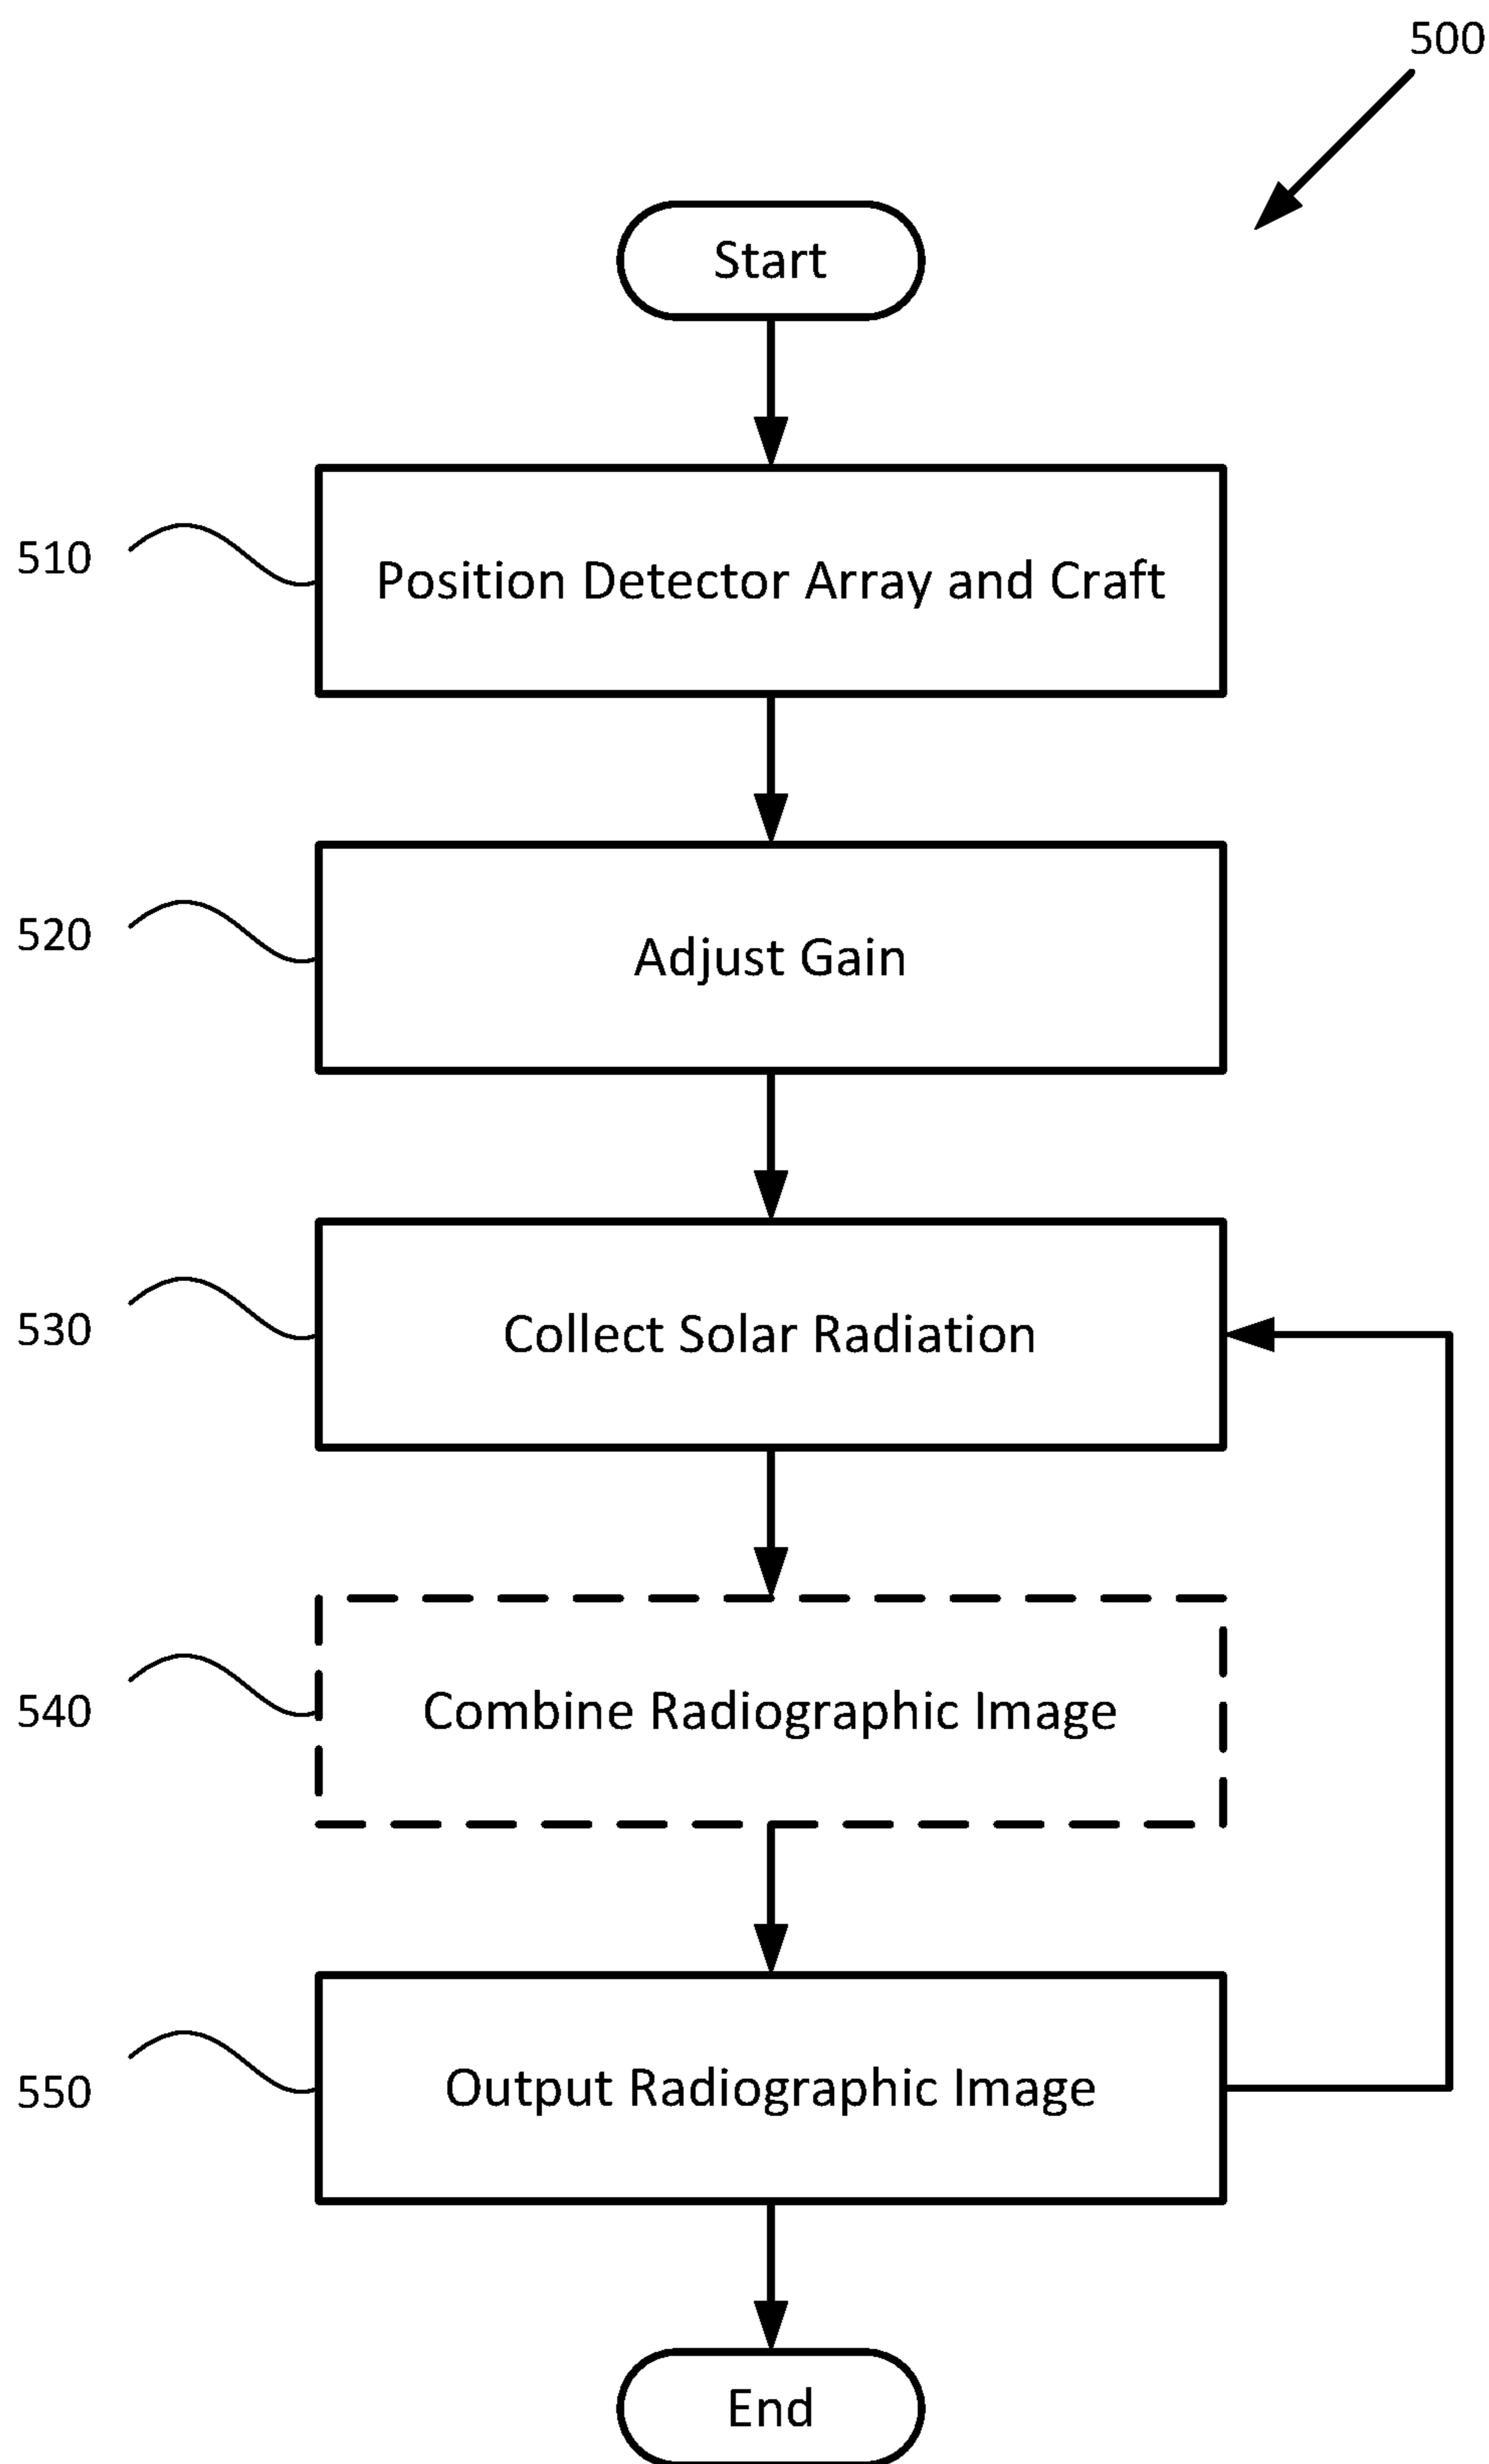 500
Start
510
Position Detector Array and Craft
520
Adjust Gain
530
Collect Solar Radiation
540
Combine Radiographic Image
550
Output Radiographic Image
End